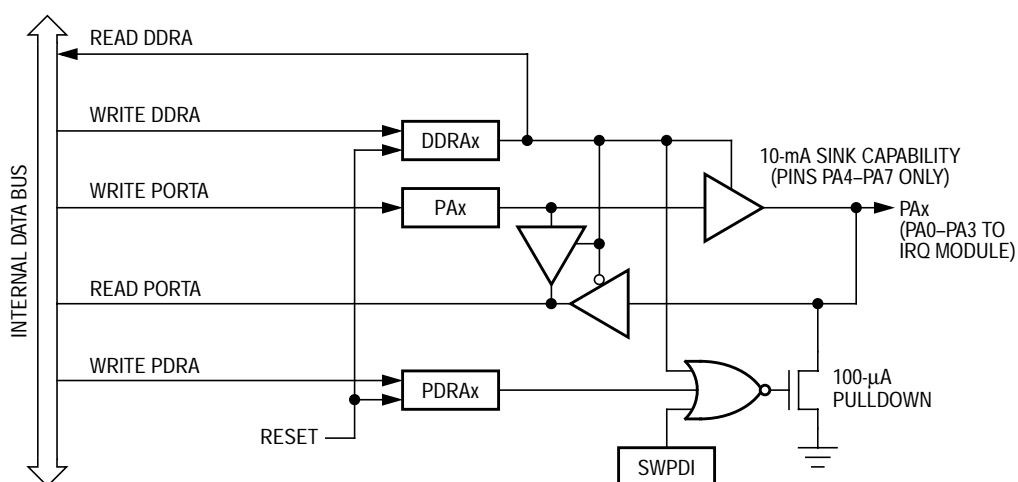 READ DDRA
WRITE DDRA
DDRAx
10-mA SINK CAPABILITY
(PINS PA4–PA7 ONLY)
WRITE PORTA
PAx
PAx
(PA0–PA3 TO
IRQ MODULE)
INTERNAL DATA BUS
READ PORTA
WRITE PDRA
PDRAx
100-µA
PULLDOWN
RESET
SWPDI